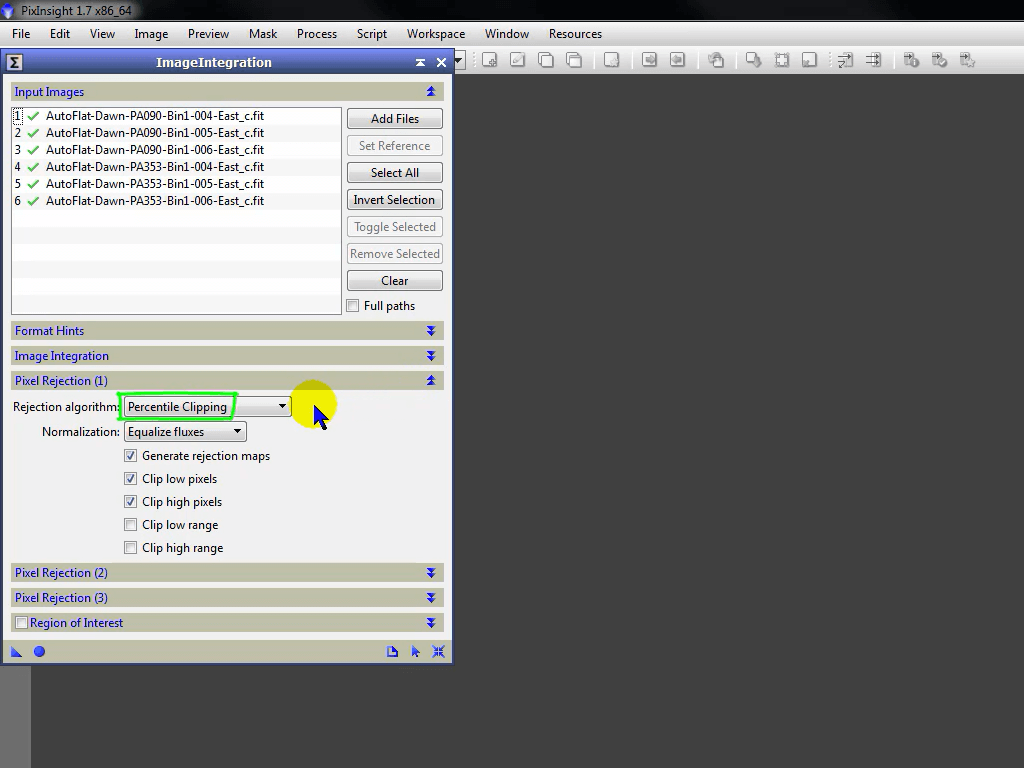 PixInsight 1.7 x86_64
File Edit View Image Preview Mask Process Script Workspace Window Resources
Σ ImageIntegration
Input Images
1 AutoFlat-Dawn-PA090-Bin1-004-East_c.fit
2 AutoFlat-Dawn-PA090-Bin1-005-East_c.fit
3 AutoFlat-Dawn-PA090-Bin1-006-East_c.fit
4 AutoFlat-Dawn-PA353-Bin1-004-East_c.fit
5 AutoFlat-Dawn-PA353-Bin1-005-East_c.fit
6 AutoFlat-Dawn-PA353-Bin1-006-East_c.fit
Add Files
Set Reference
Select All
Invert Selection
Toggle Selected
Remove Selected
Clear
Full paths
Format Hints
Image Integration
Pixel Rejection (1)
Rejection algorithm: Percentile Clipping
Normalization: Equalize fluxes
Generate rejection maps
Clip low pixels
Clip high pixels
Clip low range
Clip high range
Pixel Rejection (2)
Pixel Rejection (3)
Region of Interest